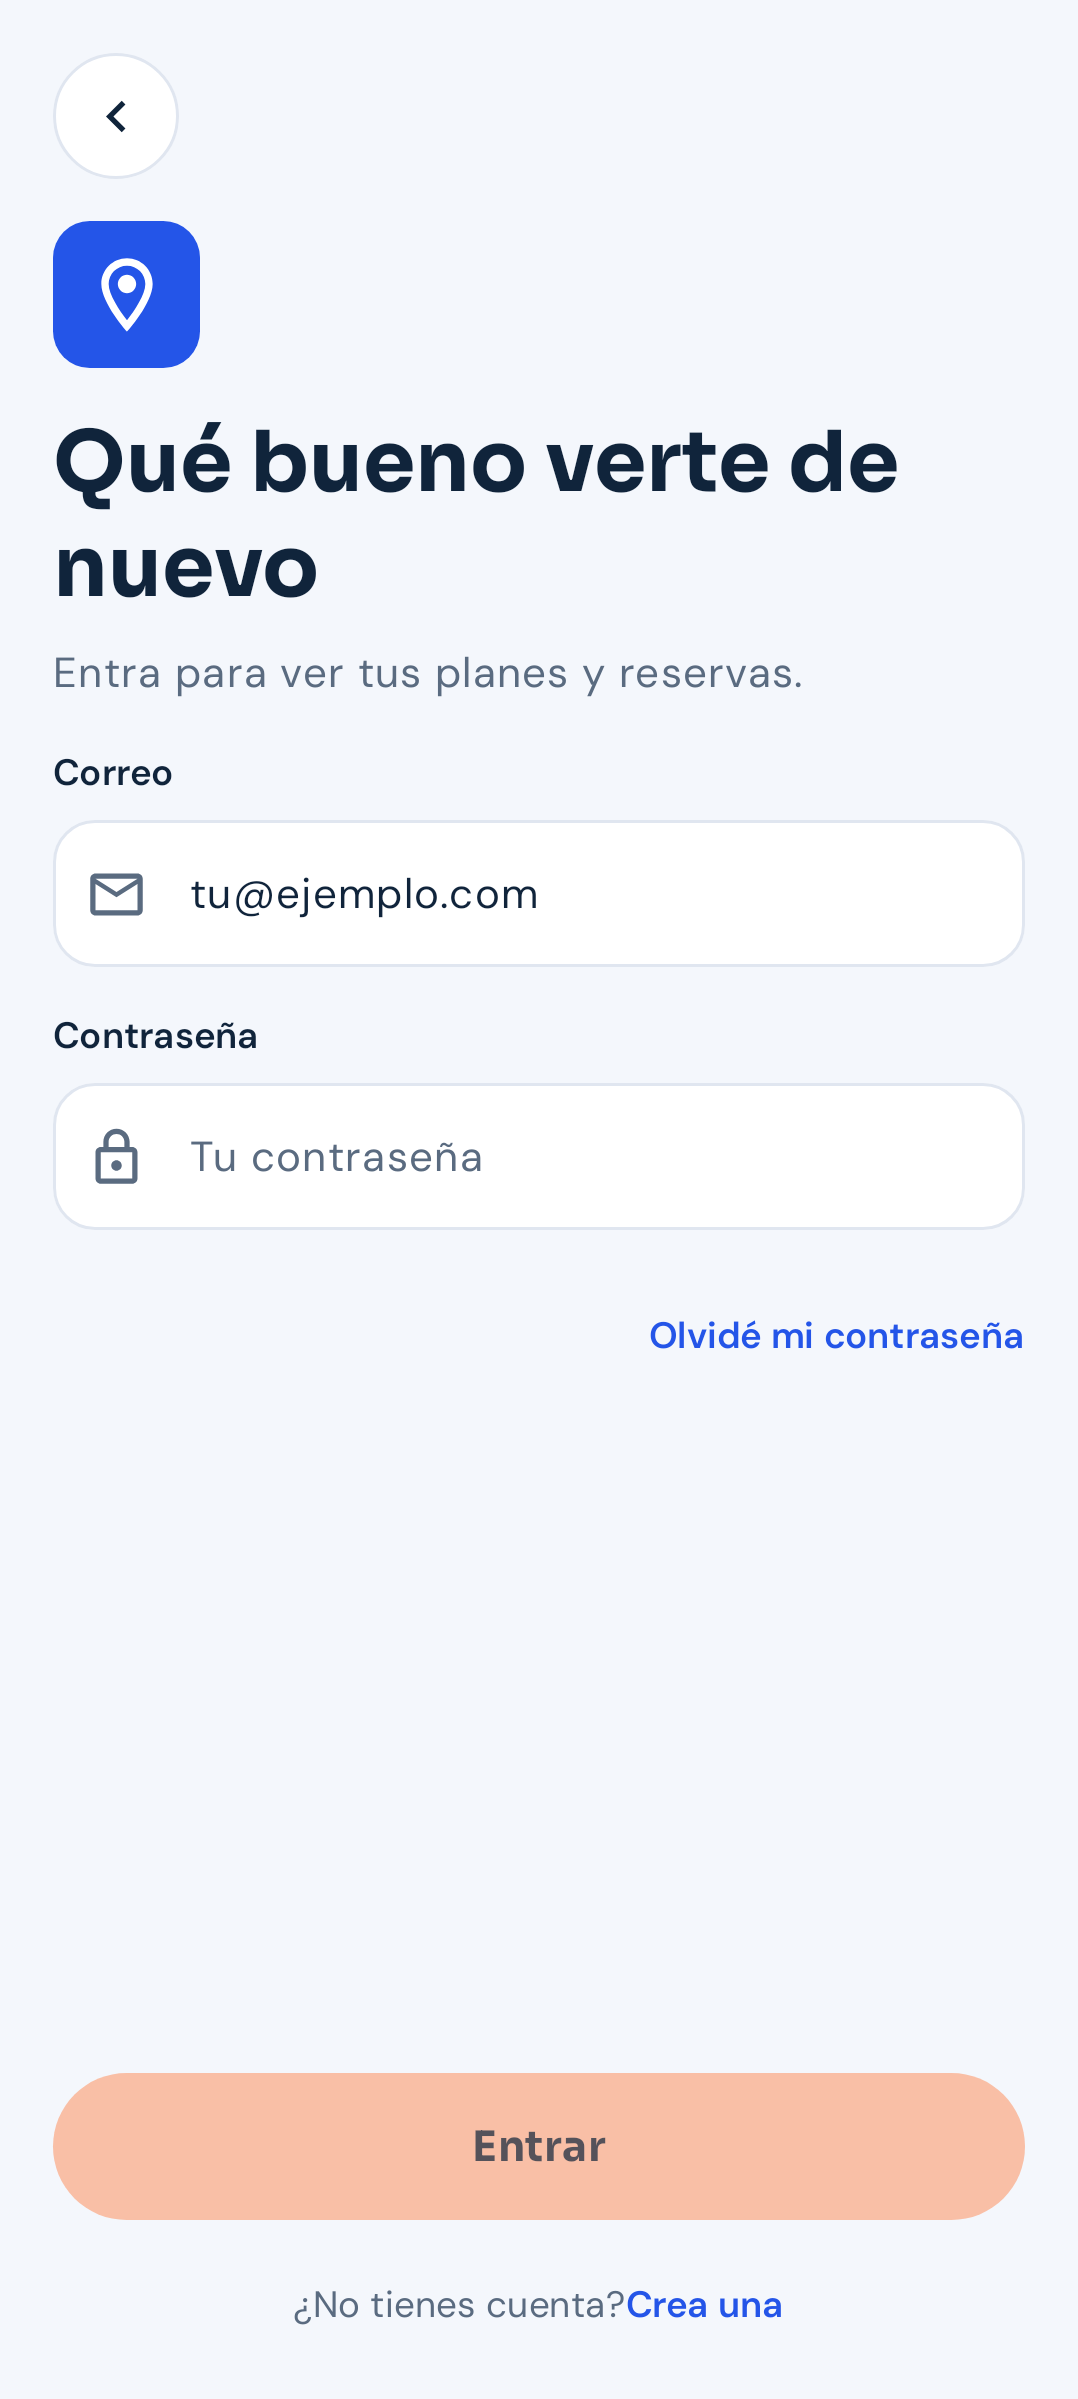 Qué bueno verte de
nuevo
Entra para ver tus planes y reservas.
Correo
tu@ejemplo.com
Contraseña
Tu contraseña
Olvidé mi contraseña
Entrar
¿No tienes cuenta?Crea una